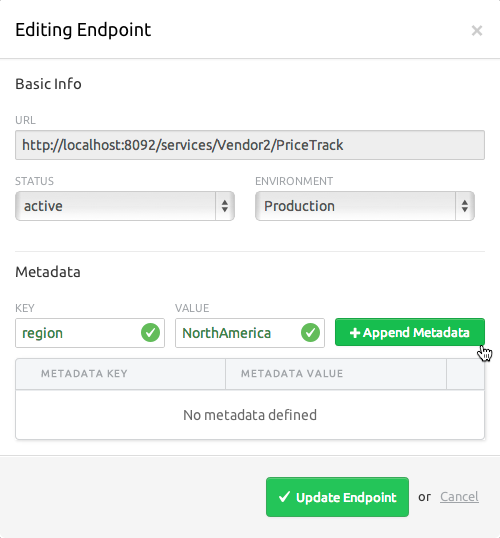 Editing Endpoint ×
Basic Info
URL
http://localhost:8092/services/Vendor2/PriceTrack
STATUS ENVIRONMENT
active Production
Metadata
KEY VALUE
region NorthAmerica + Append Metadata
METADATA KEY METADATA VALUE
No metadata defined
✓ Update Endpoint or Cancel